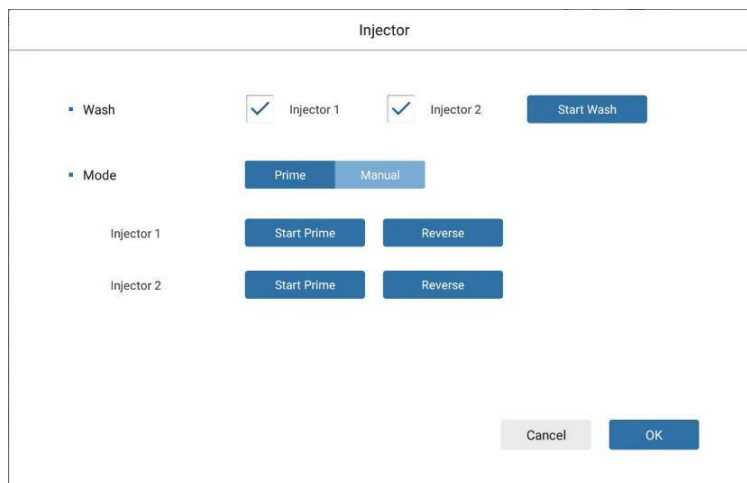 Injector
Wash Injector 1 Injector 2 Start Wash
Mode Prime Manual
Injector 1 Start Prime Reverse
Injector 2 Start Prime Reverse
Cancel OK